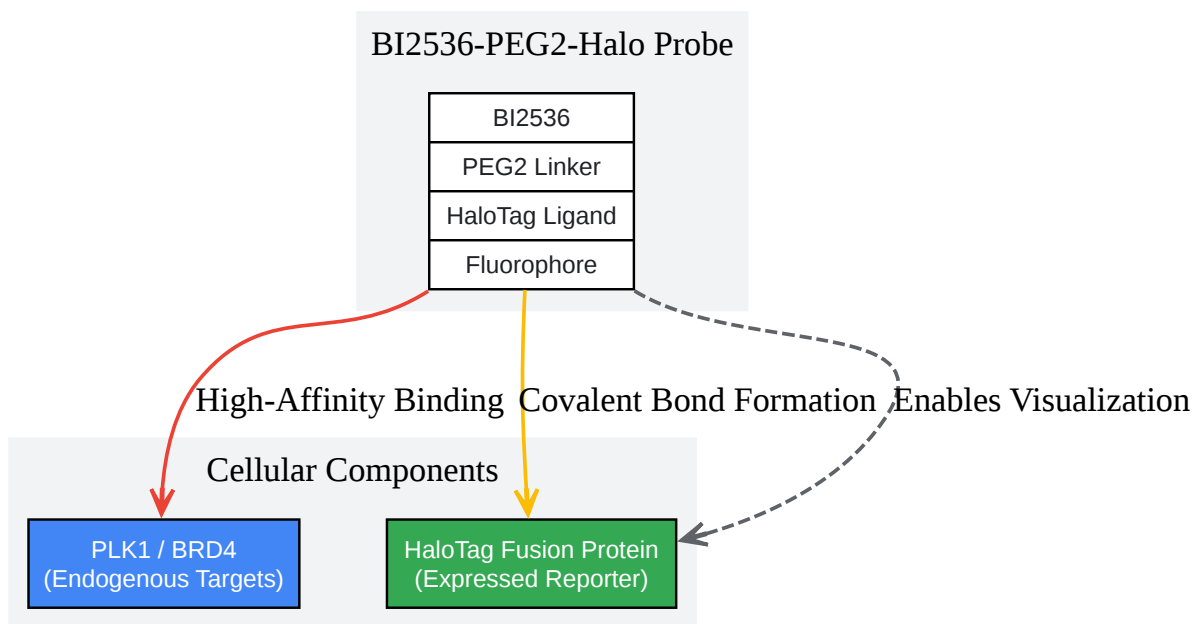 BI2536-PEG2-Halo Probe
BI2536
PEG2 Linker
HaloTag Ligand
Fluorophore
High-Affinity Binding
Covalent Bond Formation
Enables Visualization
Cellular Components
PLK1 / BRD4
(Endogenous Targets)
HaloTag Fusion Protein
(Expressed Reporter)